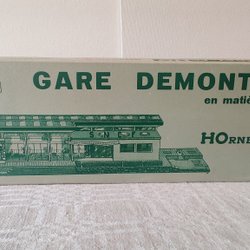 GARE DEMONT
en matiè
HORNE